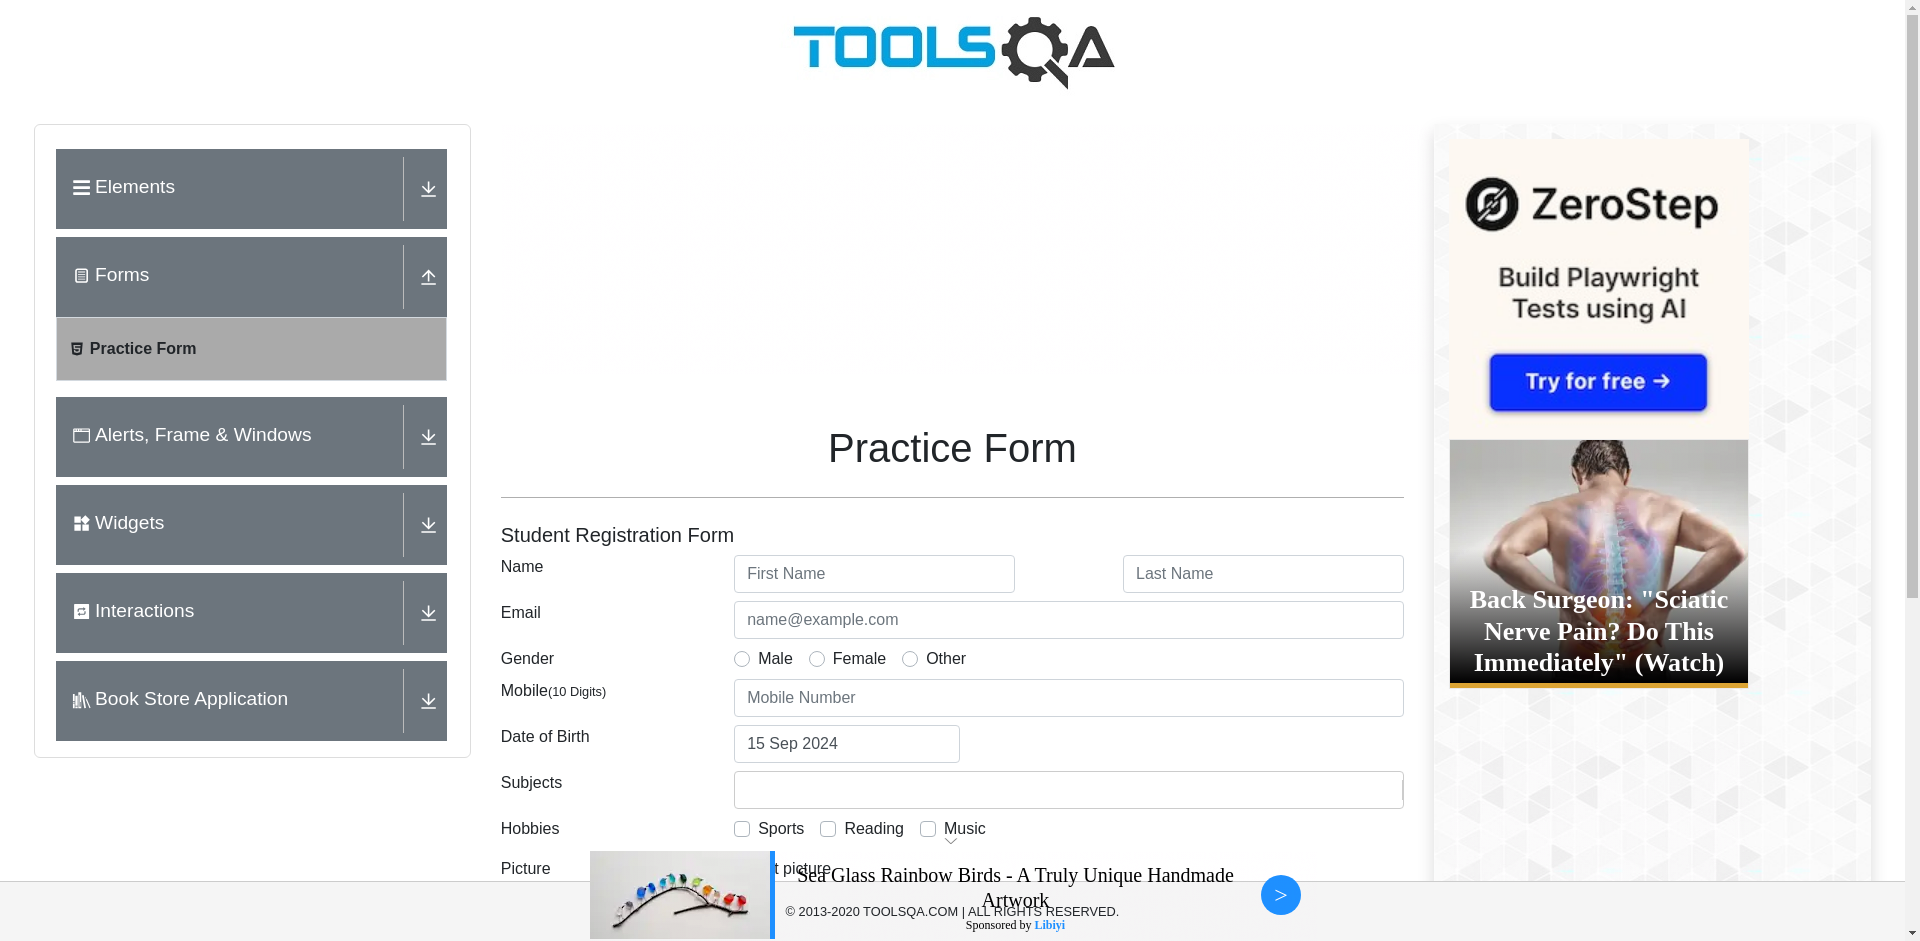 TOOLSQA
Elements
Forms
Practice Form
Alerts, Frame & Windows
Widgets
Interactions
Book Store Application
Practice Form
Student Registration Form
Name
First Name
Last Name
Email
name@example.com
Gender
Male
Female
Other
Mobile(10 Digits)
Mobile Number
Date of Birth
15 Sep 2024
Subjects
Hobbies
Sports
Reading
Music
Picture
t picture
Sea Glass Rainbow Birds - A Truly Unique Handmade
Artwork
© 2013-2020 TOOLSQA.COM | ALL RIGHTS RESERVED.
Sponsored by Libiyi
>
ZeroStep
Build Playwright
Tests using AI
Try for free →
Back Surgeon: "Sciatic
Nerve Pain? Do This
Immediately" (Watch)